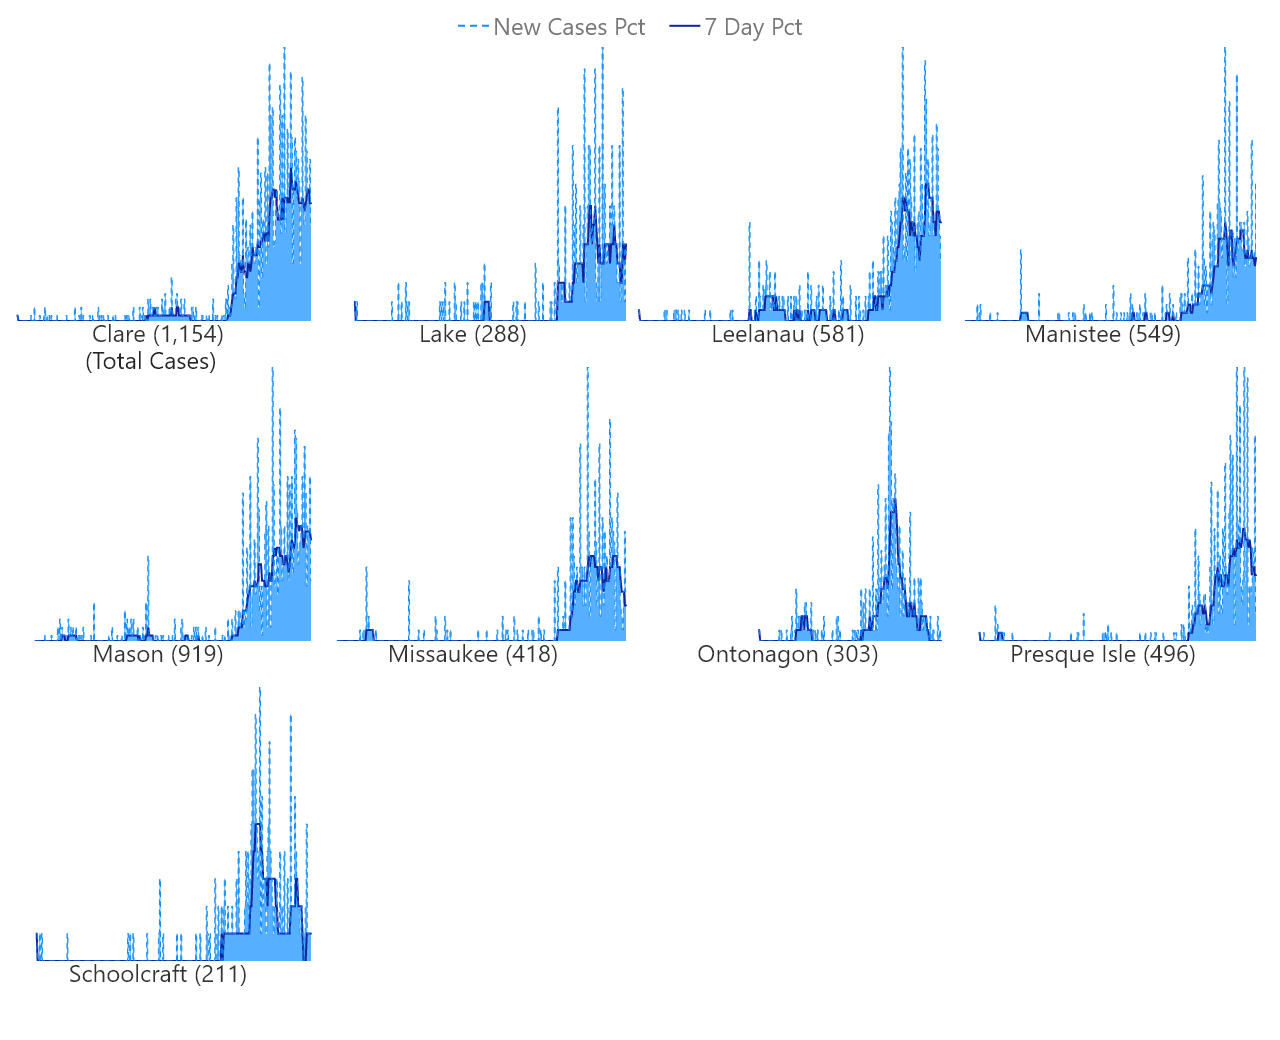 New Cases Pct 7 Day Pct
Clare (1,154) Lake (288) Leelanau (581) Manistee (549)
(Total Cases)
Mason (919) Missaukee (418) Ontonagon (303) Presque Isle (496)
Schoolcraft (211)